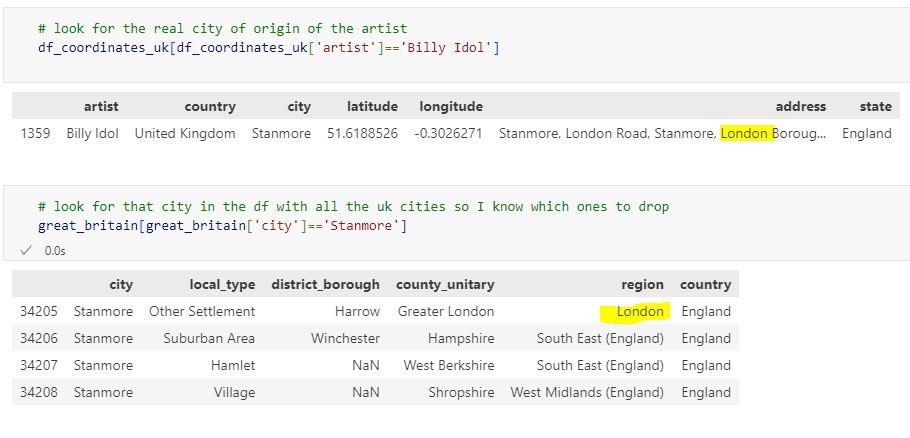 # look for the real city of origin of the artist
df_coordinates_uk[df_coordinates_uk['artist']=='Billy Idol']
artist country city latitude longitude address state
1359 Billy Idol United Kingdom Stanmore 51.6188526 -0.3026271 Stanmore, London Road, Stanmore, London Boroug... England
# look for that city in the df with all the uk cities so I know which ones to drop
great_britain[great_britain['city']=='Stanmore']
✓ 0.0s
city local_type district_borough county_unitary region country
34205 Stanmore Other Settlement Harrow Greater London London England
34206 Stanmore Suburban Area Winchester Hampshire South East (England) England
34207 Stanmore Hamlet NaN West Berkshire South East (England) England
34208 Stanmore Village NaN Shropshire West Midlands (England) England